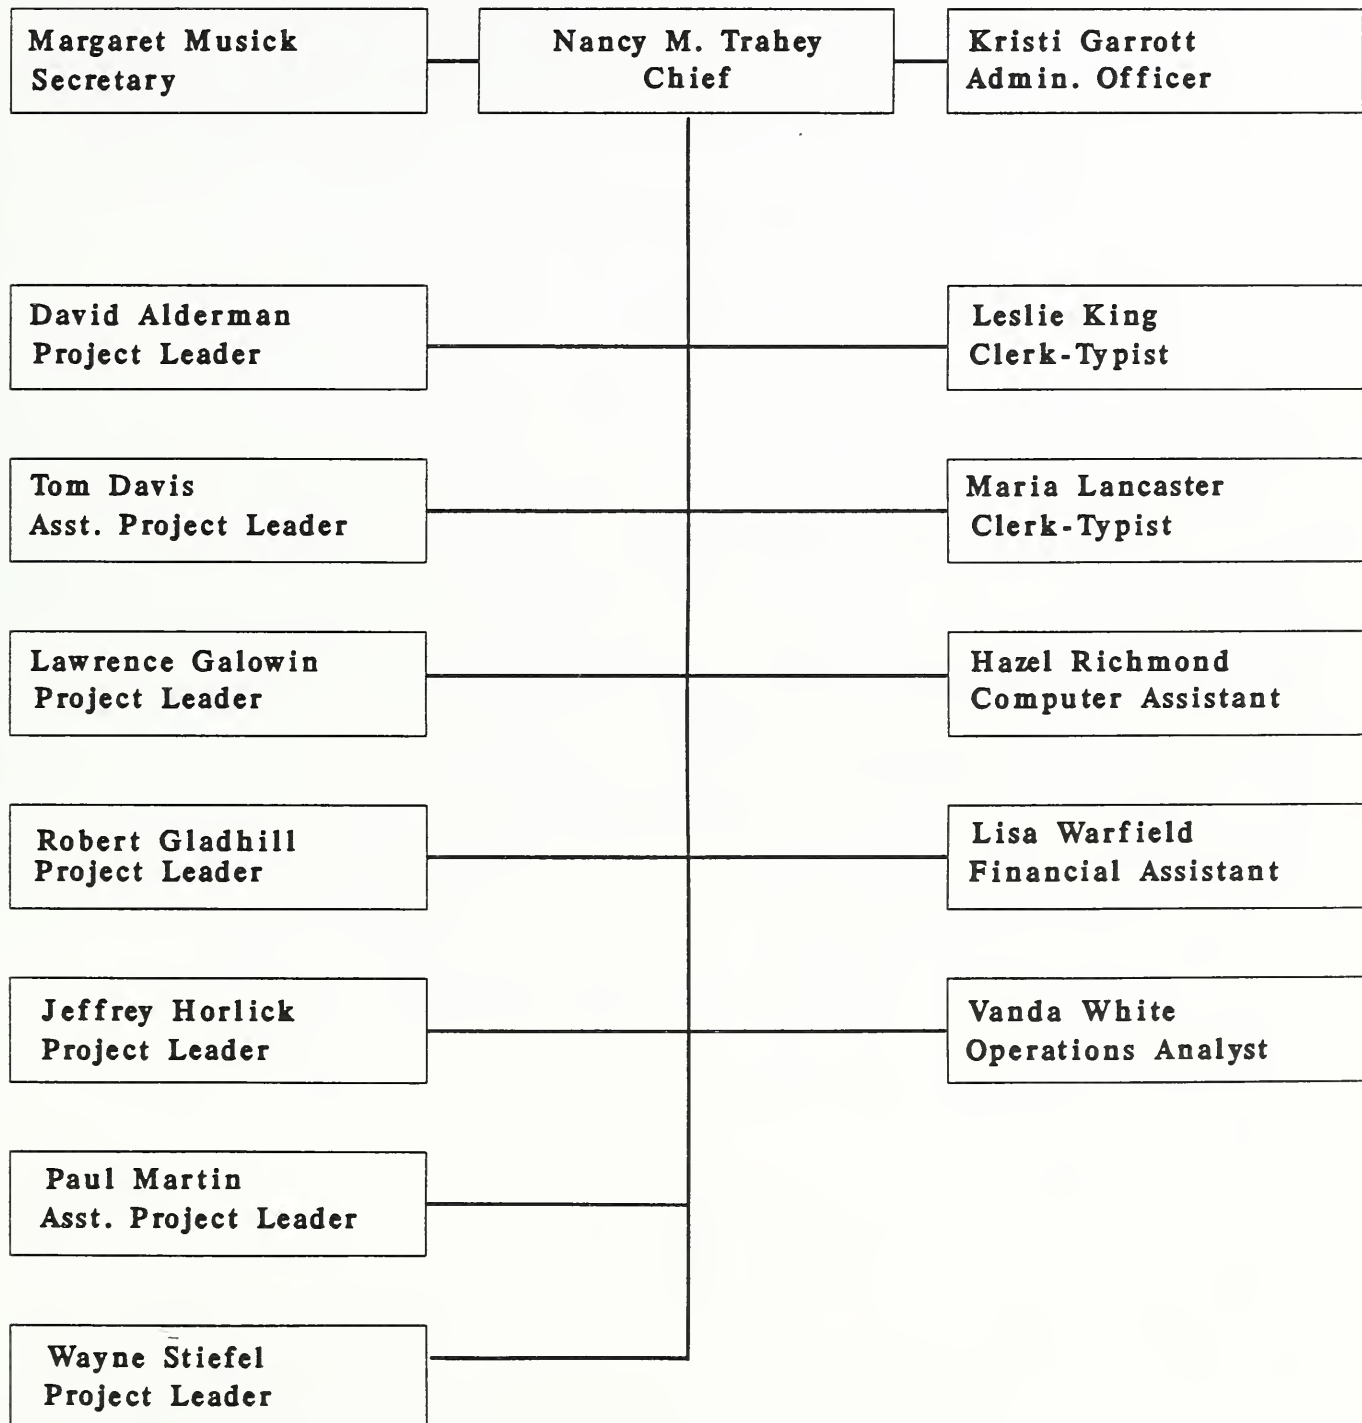 Margaret Musick
Secretary
Nancy M. Trahey
Chief
Kristi Garrott
Admin. Officer
David Alderman
Project Leader
Leslie King
Clerk-Typist
Tom Davis
Asst. Project Leader
Maria Lancaster
Clerk-Typist
Lawrence Galowin
Project Leader
Hazel Richmond
Computer Assistant
Robert Gladhill
Project Leader
Lisa Warfield
Financial Assistant
Jeffrey Horlick
Project Leader
Vanda White
Operations Analyst
Paul Martin
Asst. Project Leader
Wayne Stiefel
Project Leader